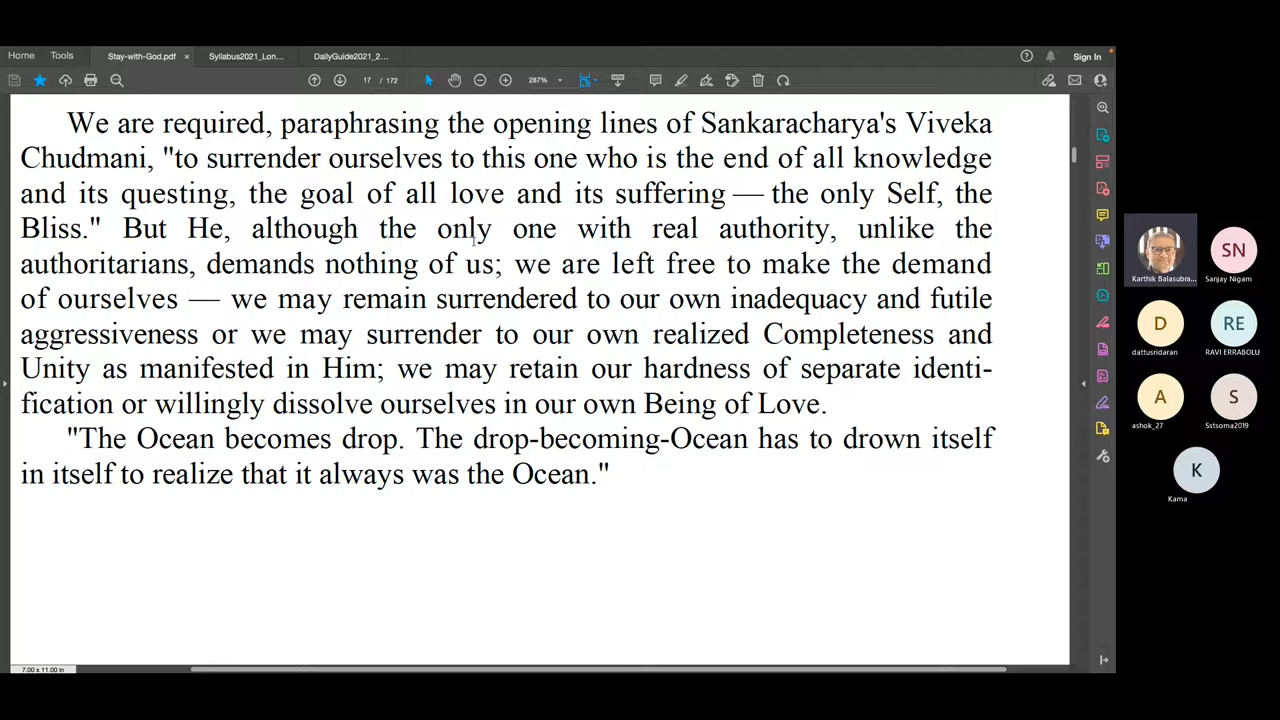 Home Tools Stay-with-God.pdf × Syllabus2021_Lon... DailyGuide2021_2... Sign In
17 / 172 287%
We are required, paraphrasing the opening lines of Sankaracharya's Viveka
Chudmani, "to surrender ourselves to this one who is the end of all knowledge
and its questing, the goal of all love and its suffering — the only Self, the
Bliss." But He, although the only one with real authority, unlike the
authoritarians, demands nothing of us; we are left free to make the demand
of ourselves — we may remain surrendered to our own inadequacy and futile
aggressiveness or we may surrender to our own realized Completeness and
Unity as manifested in Him; we may retain our hardness of separate identi-
fication or willingly dissolve ourselves in our own Being of Love.
"The Ocean becomes drop. The drop-becoming-Ocean has to drown itself
in itself to realize that it always was the Ocean."
7.00 x 11.00 in
SN
Karthik Balasubra... Sanjay Nigam
D RE
dattusridaran RAVI ERRABOLU
A S
ashok_27 Sstsoma2019
K
Kama